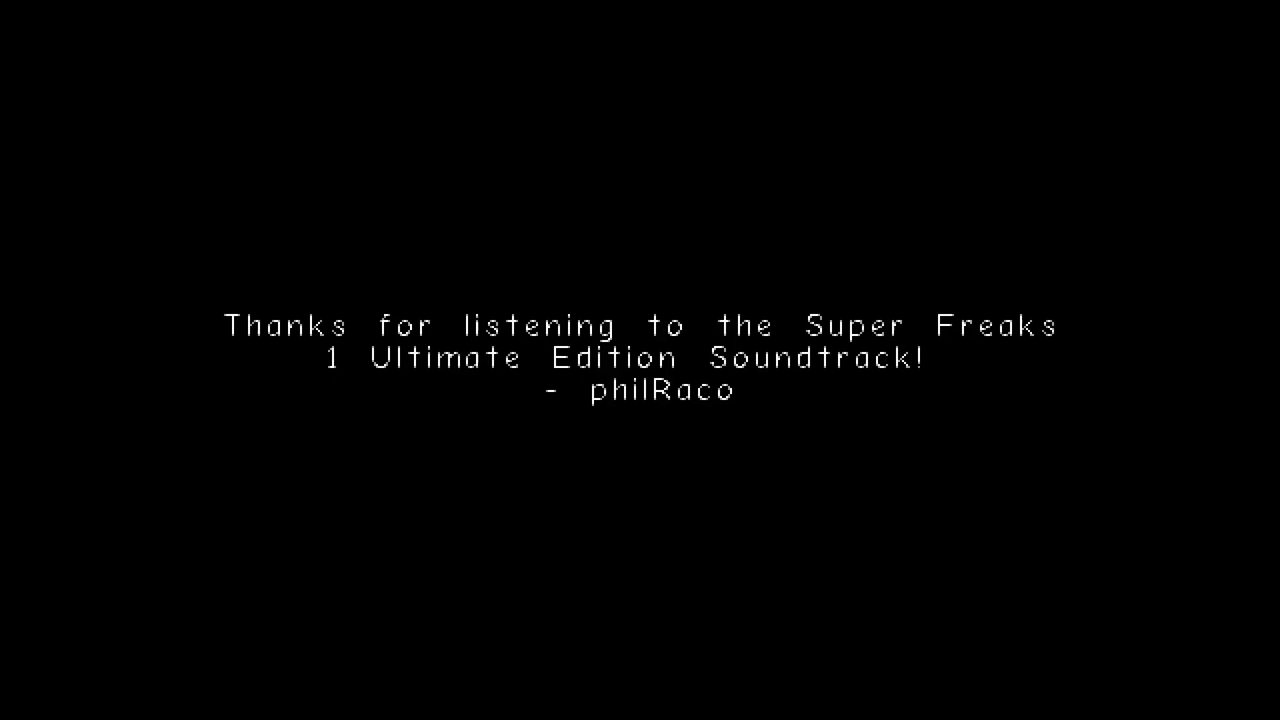 Thanks for listening to the Super Freaks
1 Ultimate Edition Soundtrack!
- philRaco